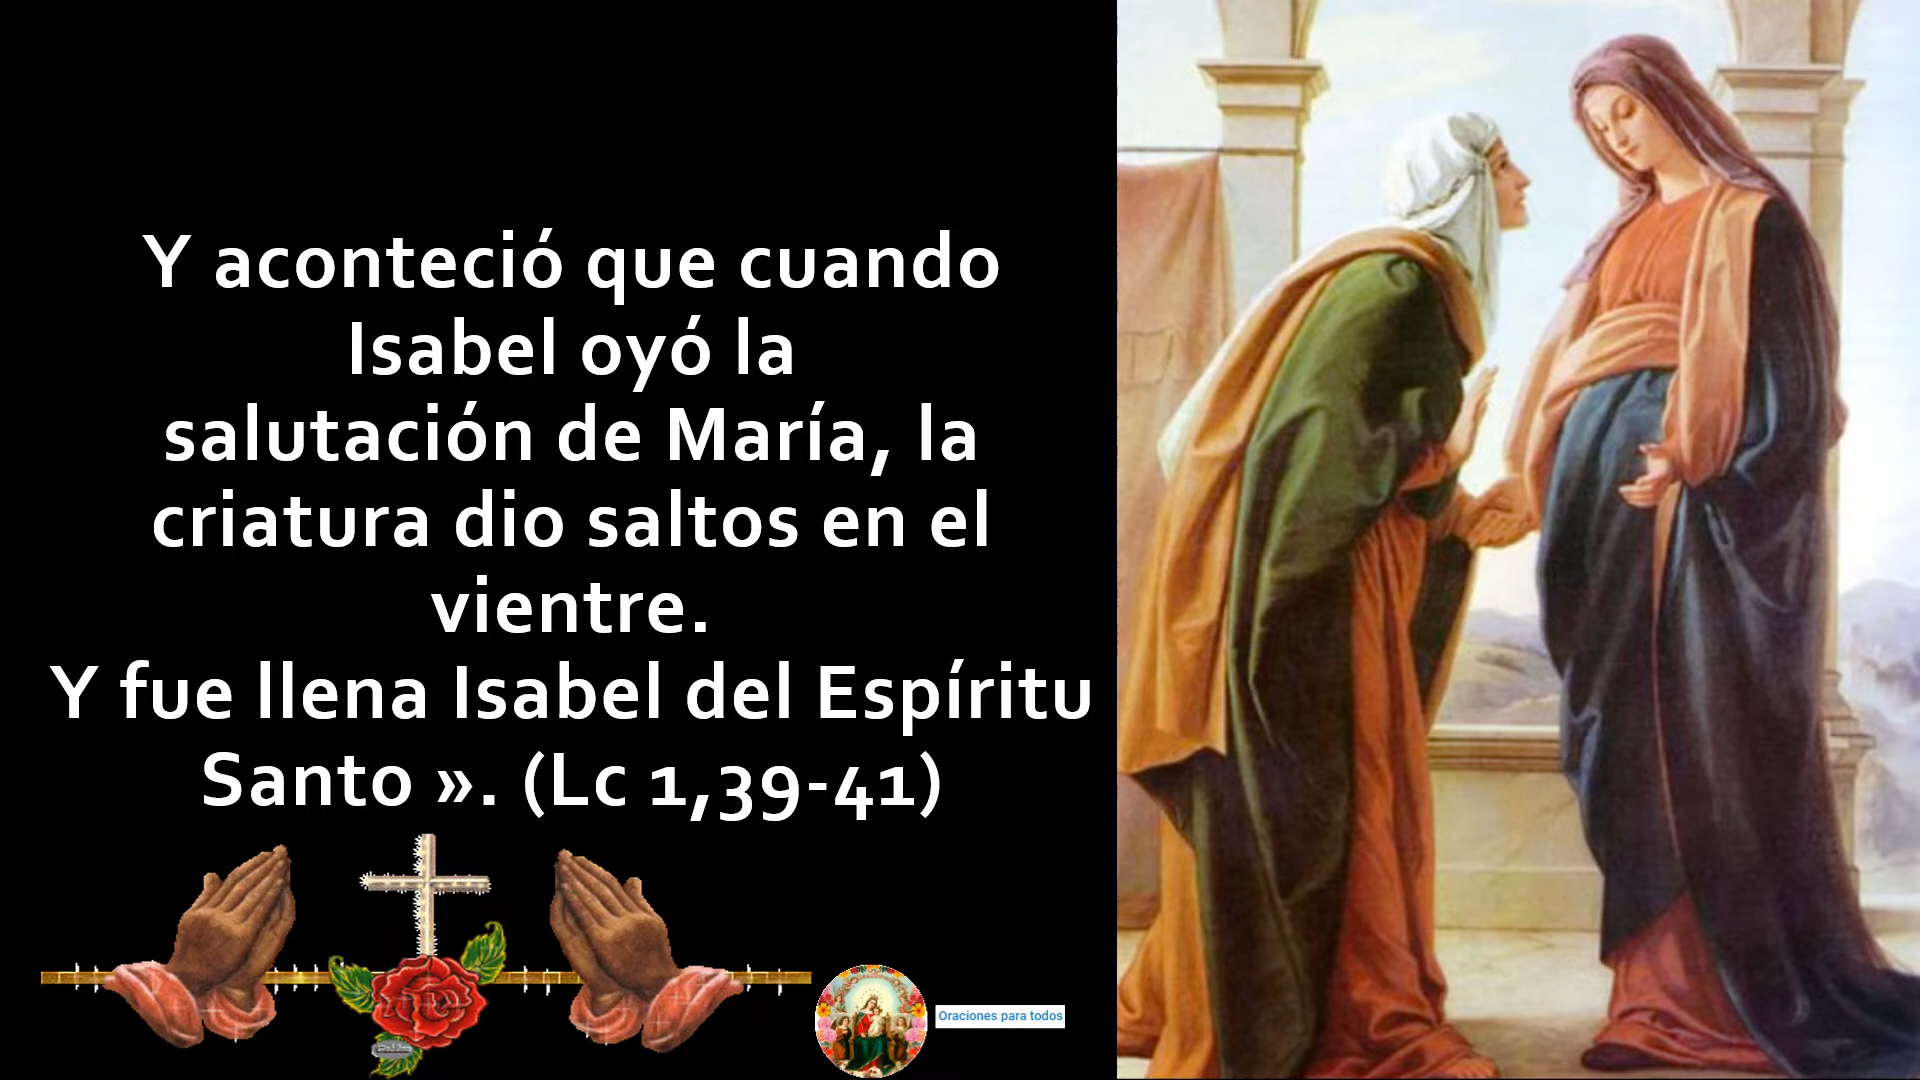 Y aconteció que cuando
Isabel oyó la
salutación de María, la
criatura dio saltos en el
vientre.
Y fue llena Isabel del Espíritu
Santo ». (Lc 1,39-41)
Oraciones para todos